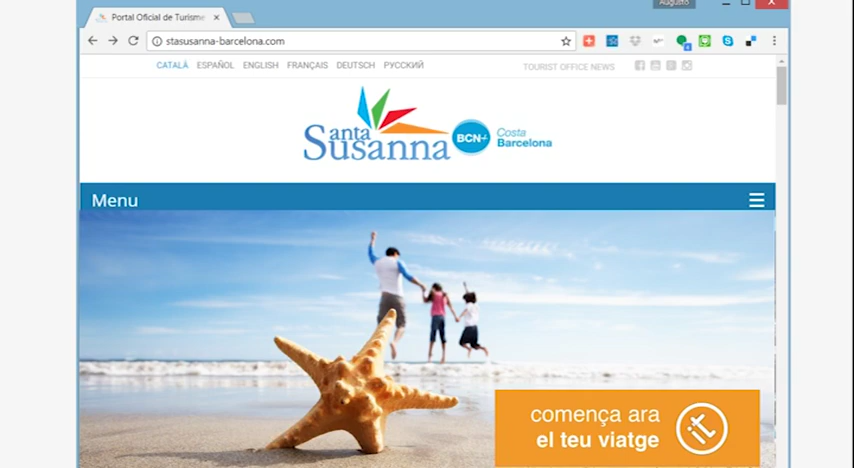 Augusto
Portal Oficial de Turisme
stasusanna-barcelona.com
CATALÀ ESPAÑOL ENGLISH FRANÇAIS DEUTSCH РУССКИЙ TOURIST OFFICE NEWS
Santa
Susanna
BCN+
Costa
Barcelona
Menu
comença ara
el teu viatge
it